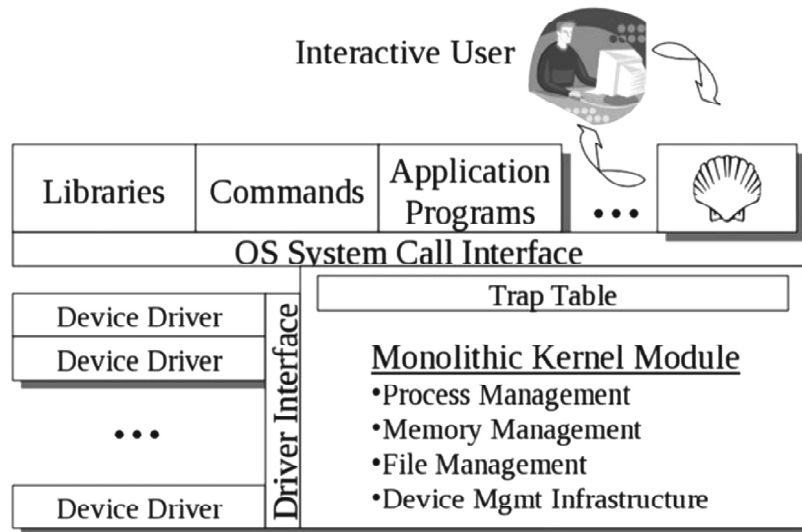 Interactive User
Libraries
Commands
Application
Programs
•••
OS System Call Interface
Trap Table
Device Driver
Device Driver
•••
Device Driver
Driver Interface
Monolithic Kernel Module
•Process Management
•Memory Management
•File Management
•Device Mgmt Infrastructure